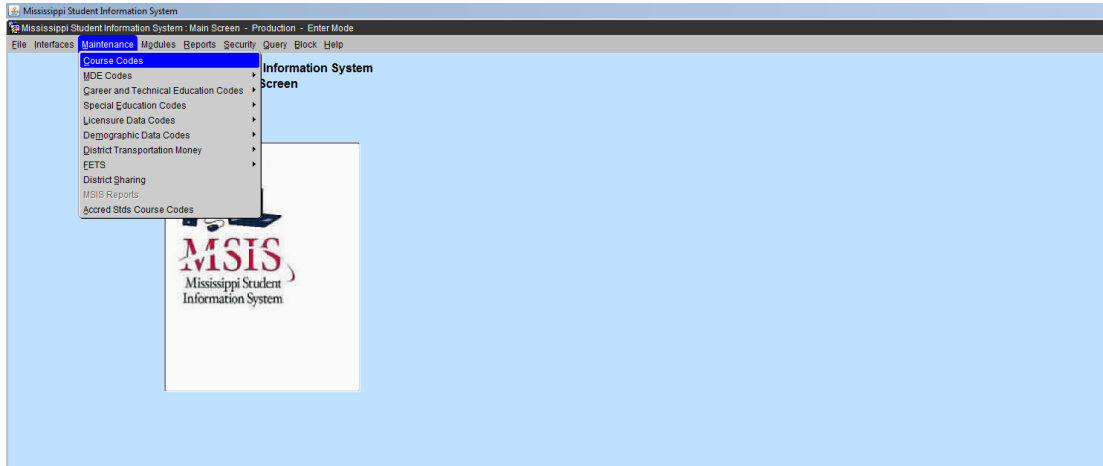 Mississippi Student Information System
Mississippi Student Information System : Main Screen - Production - Enter Mode
File Interfaces Maintenance Modules Reports Security Query Block Help
Course Codes
Information System
MDE Codes
Screen
Career and Technical Education Codes
Special Education Codes
Licensure Data Codes
Demographic Data Codes
District Transportation Money
FETS
District Sharing
MSIS Reports
Accred Stds Course Codes
MSIS
Mississippi Student
Information System